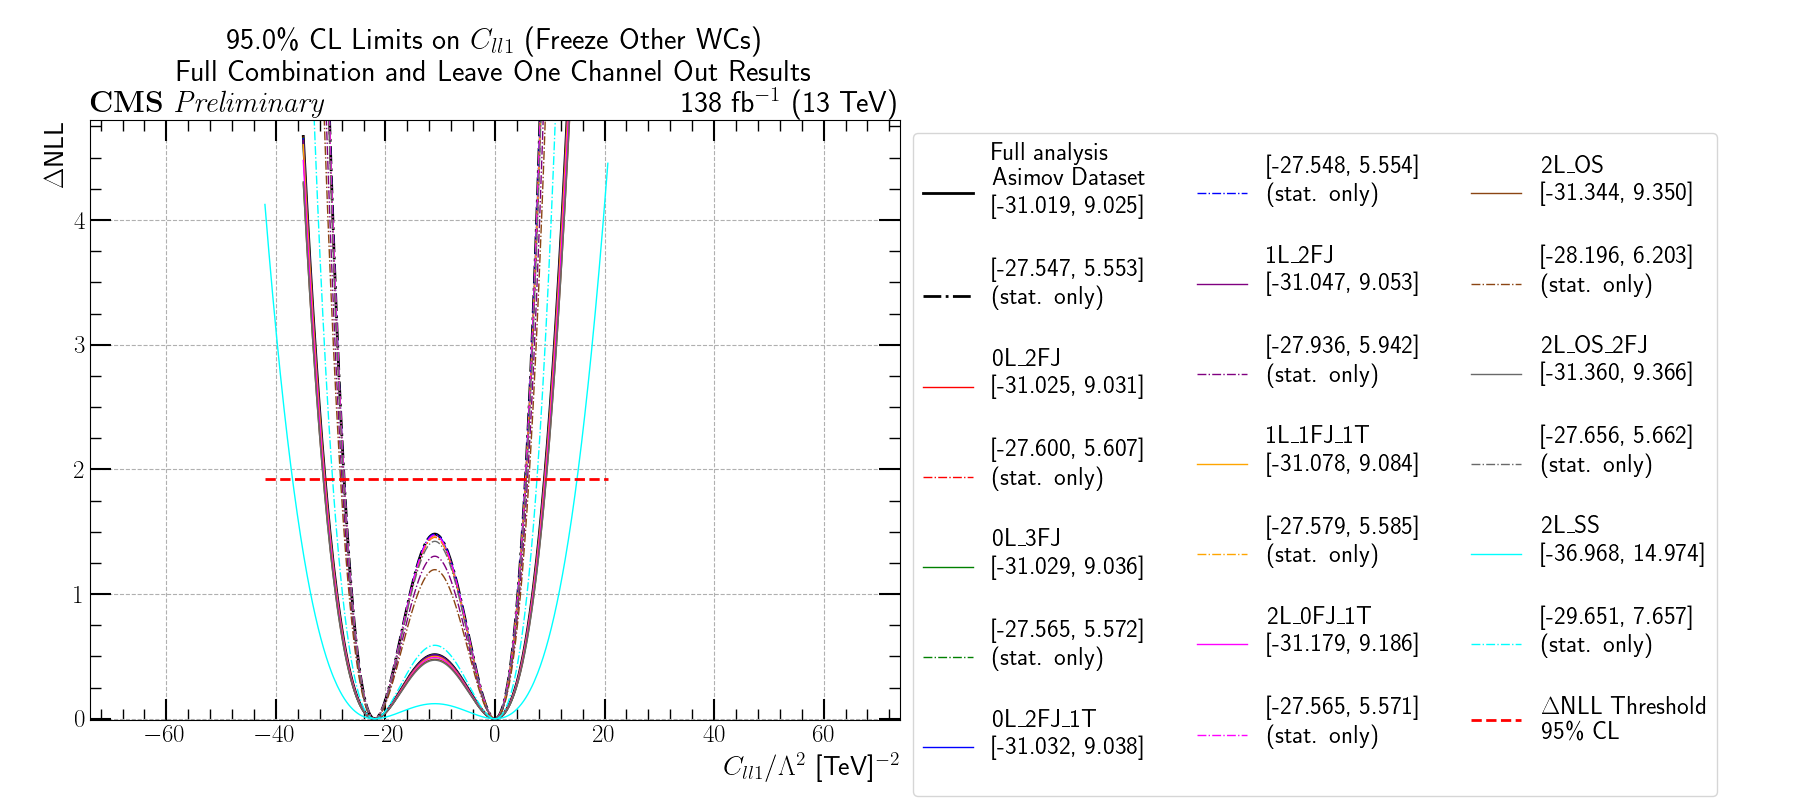 95.0% CL Limits on C_ll1 (Freeze Other WCs)
Full Combination and Leave One Channel Out Results
CMS Preliminary
138 fb⁻¹ (13 TeV)
ΔNLL
4
3
2
1
0
−60
−40
−20
0
20
40
60
C_ll1/Λ² [TeV]⁻²
Full analysis
Asimov Dataset
[-31.019, 9.025]
[-27.547, 5.553]
(stat. only)
0L_2FJ
[-31.025, 9.031]
[-27.600, 5.607]
(stat. only)
0L_3FJ
[-31.029, 9.036]
[-27.565, 5.572]
(stat. only)
0L_2FJ_1T
[-31.032, 9.038]
[-27.548, 5.554]
(stat. only)
1L_2FJ
[-31.047, 9.053]
[-27.936, 5.942]
(stat. only)
1L_1FJ_1T
[-31.078, 9.084]
[-27.579, 5.585]
(stat. only)
2L_0FJ_1T
[-31.179, 9.186]
[-27.565, 5.571]
(stat. only)
2L_OS
[-31.344, 9.350]
[-28.196, 6.203]
(stat. only)
2L_OS_2FJ
[-31.360, 9.366]
[-27.656, 5.662]
(stat. only)
2L_SS
[-36.968, 14.974]
[-29.651, 7.657]
(stat. only)
ΔNLL Threshold
95% CL